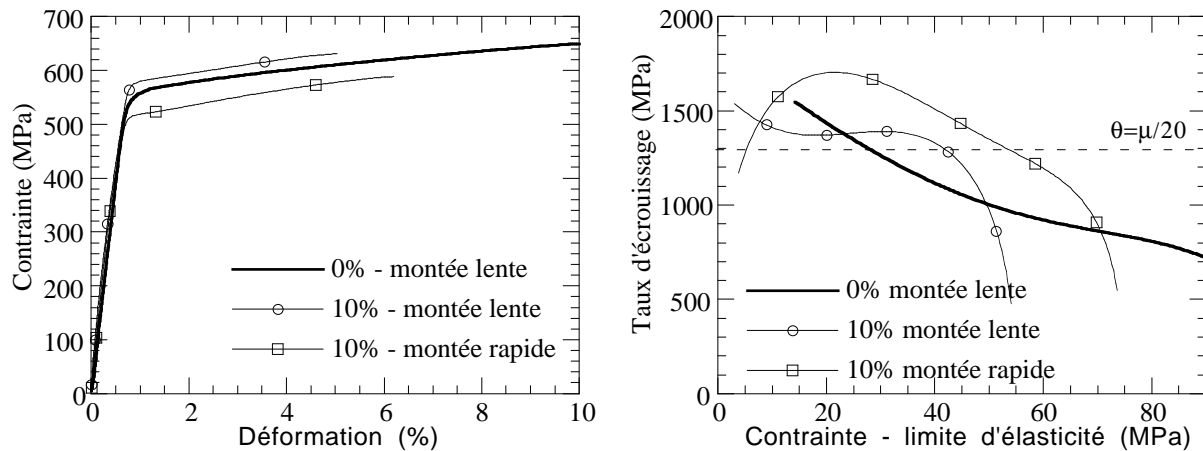 700
600
500
400
300
200
100
0
Contrainte (MPa)
0% - montée lente
10% - montée lente
10% - montée rapide
0 2 4 6 8 10
Déformation (%)
2000
1500
1000
500
0
Taux d'écrouissage (MPa)
θ=μ/20
0% montée lente
10% montée lente
10% montée rapide
0 20 40 60 80
Contrainte - limite d'élasticité (MPa)